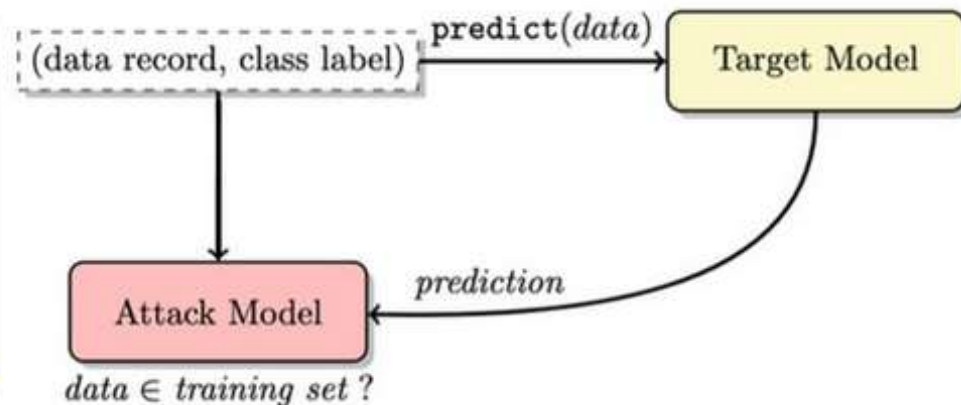 predict(data)
(data record, class label)
Target Model
prediction
Attack Model
data ∈ training set ?